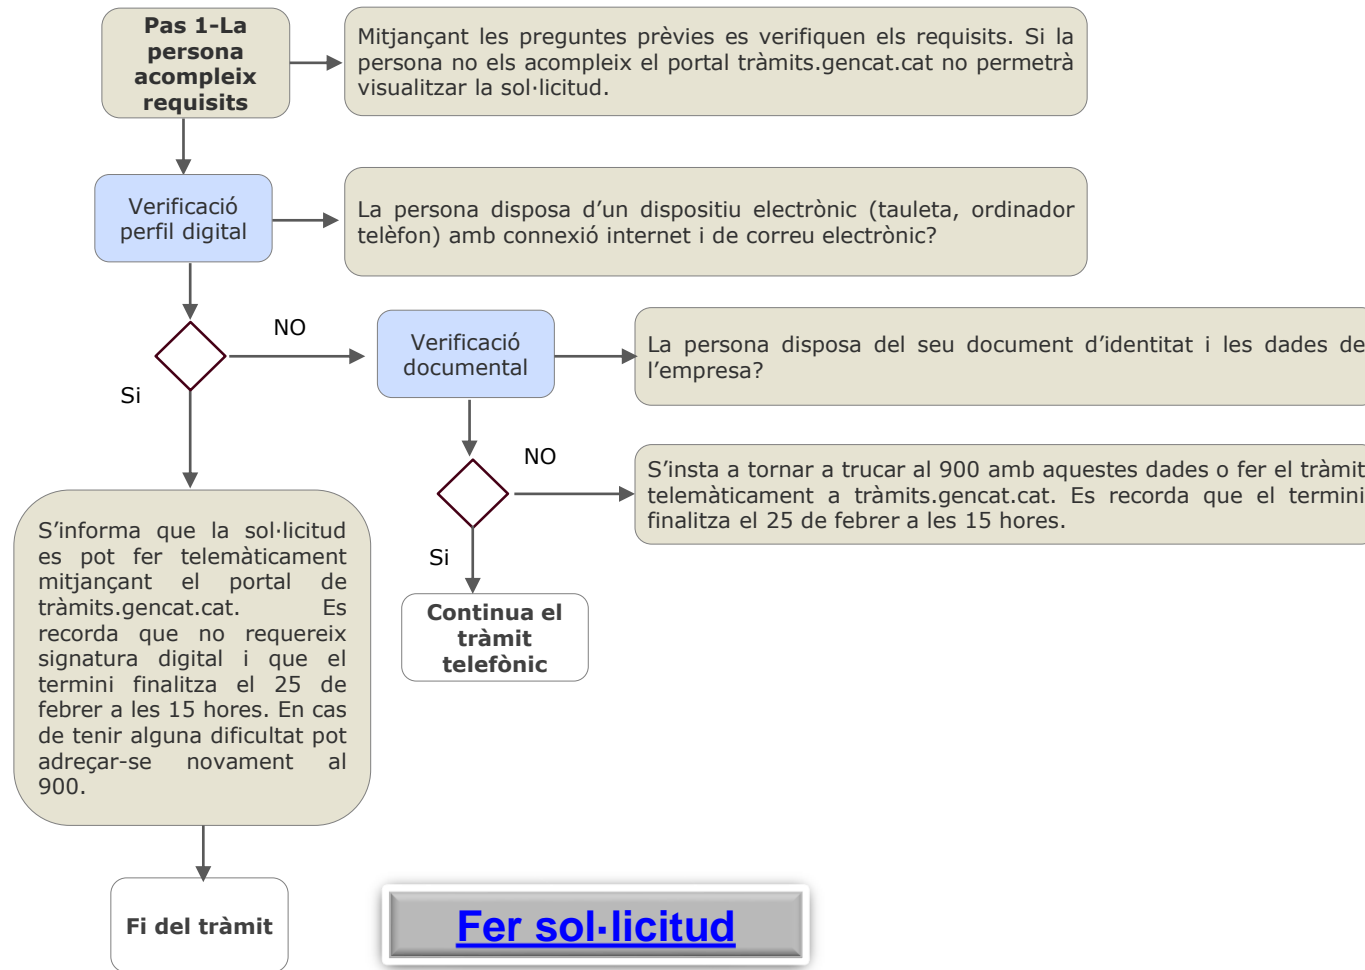 Pas 1-La
persona
acompleix
requisits
Mitjançant les preguntes prèvies es verifiquen els requisits. Si la
persona no els acompleix el portal tràmits.gencat.cat no permetrà
visualitzar la sol·licitud.
Verificació
perfil digital
La persona disposa d’un dispositiu electrònic (tauleta, ordinador
telèfon) amb connexió internet i de correu electrònic?
NO
Si
Verificació
documental
La persona disposa del seu document d’identitat i les dades de
l’empresa?
NO
Si
S’insta a tornar a trucar al 900 amb aquestes dades o fer el tràmit
telemàticament a tràmits.gencat.cat. Es recorda que el termini
finalitza el 25 de febrer a les 15 hores.
Continua el
tràmit
telefònic
S’informa que la sol·licitud
es pot fer telemàticament
mitjançant el portal de
tràmits.gencat.cat. Es
recorda que no requereix
signatura digital i que el
termini finalitza el 25 de
febrer a les 15 hores. En cas
de tenir alguna dificultat pot
adreçar-se novament al
900.
Fi del tràmit
Fer sol·licitud